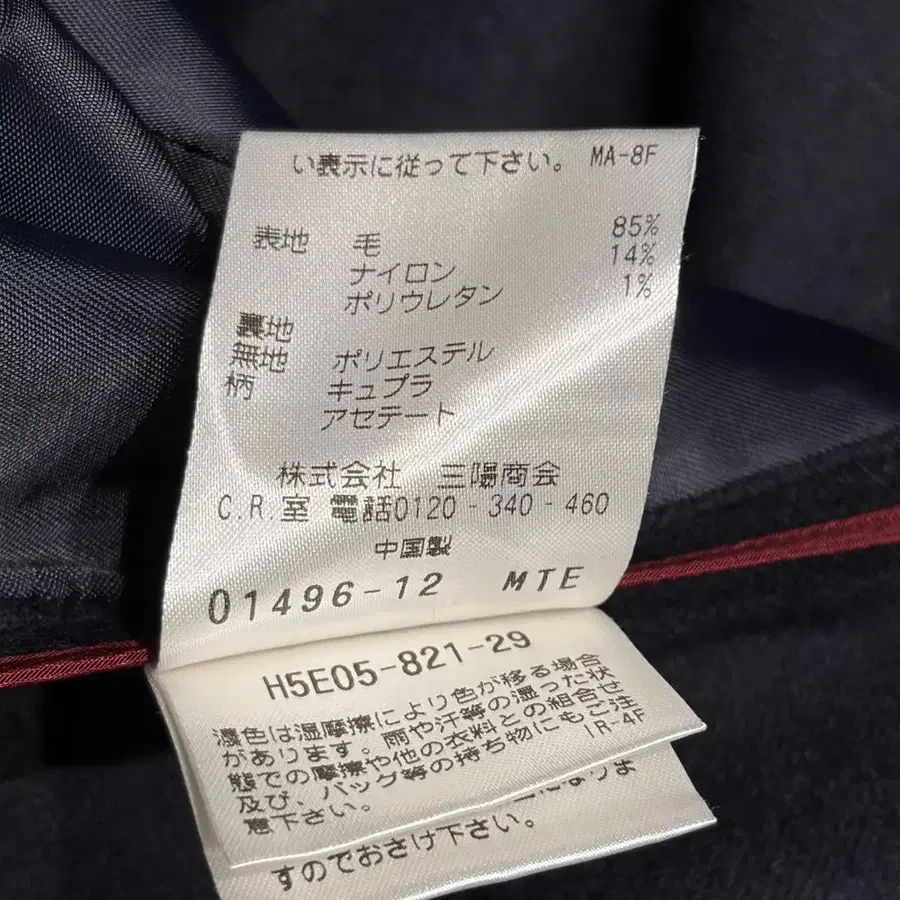 い表示に従って下さい。 MA-8F
表地 毛 85%
ナイロン 14%
ポリウレタン 1%
裏地
無地 ポリエステル
柄 キュプラ
アセテート
株式会社 三陽商会
C.R.室 電話0120-340-460
中国製
01496-12 MTE
H5E05-821-29
濃色は湿摩擦により色が移る場合
があります。雨や汗等の湿った状
態での摩擦や他の衣料との組合せ
及び、バッグ等の持ち物にもご注
意下さい。 IR-4F
になりま
すのでおさけ下さい。